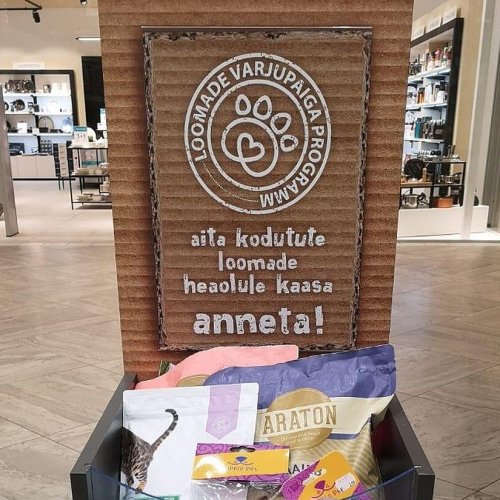 LOOMADE VARJUPAIGA PROGRAMM
aita kodutute
loomade
heaolule kaasa
anneta!
ARATON